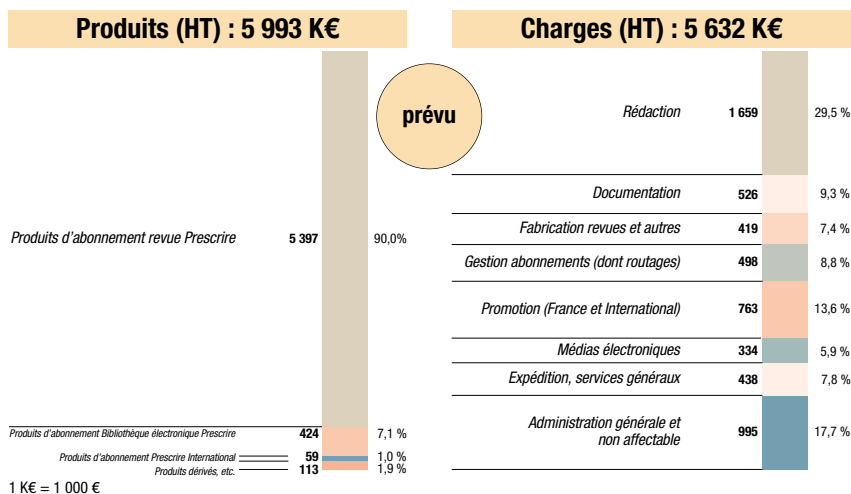 Produits (HT) : 5 993 K€
Produits d'abonnement revue Prescrire 5 397 90,0%
Produits d'abonnement Bibliothèque électronique Prescrire 424 7,1 %
Produits d'abonnement Prescrire International 59 1,0 %
Produits dérivés, etc. 113 1,9 %
1 K€ = 1 000 €
prévu
Charges (HT) : 5 632 K€
Rédaction 1 659 29,5 %
Documentation 526 9,3 %
Fabrication revues et autres 419 7,4 %
Gestion abonnements (dont routages) 498 8,8 %
Promotion (France et International) 763 13,6 %
Médias électroniques 334 5,9 %
Expédition, services généraux 438 7,8 %
Administration générale et
non affectable 995 17,7 %